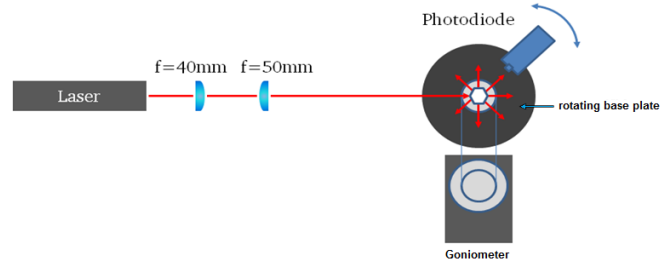 Photodiode
f=40mm f=50mm
Laser
rotating base plate
Goniometer